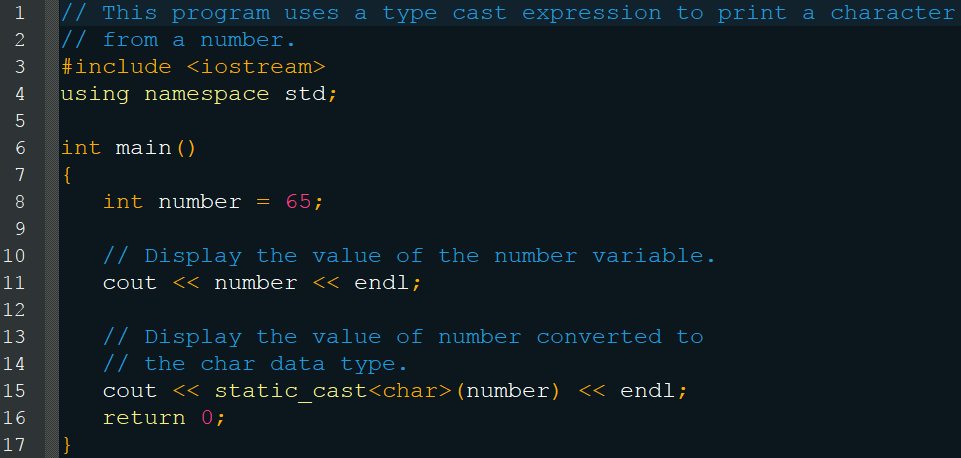 1 // This program uses a type cast expression to print a character
2 // from a number.
3 #include <iostream>
4 using namespace std;
5
6 int main()
7 {
8 int number = 65;
9
10 // Display the value of the number variable.
11 cout << number << endl;
12
13 // Display the value of number converted to
14 // the char data type.
15 cout << static_cast<char>(number) << endl;
16 return 0;
17 }